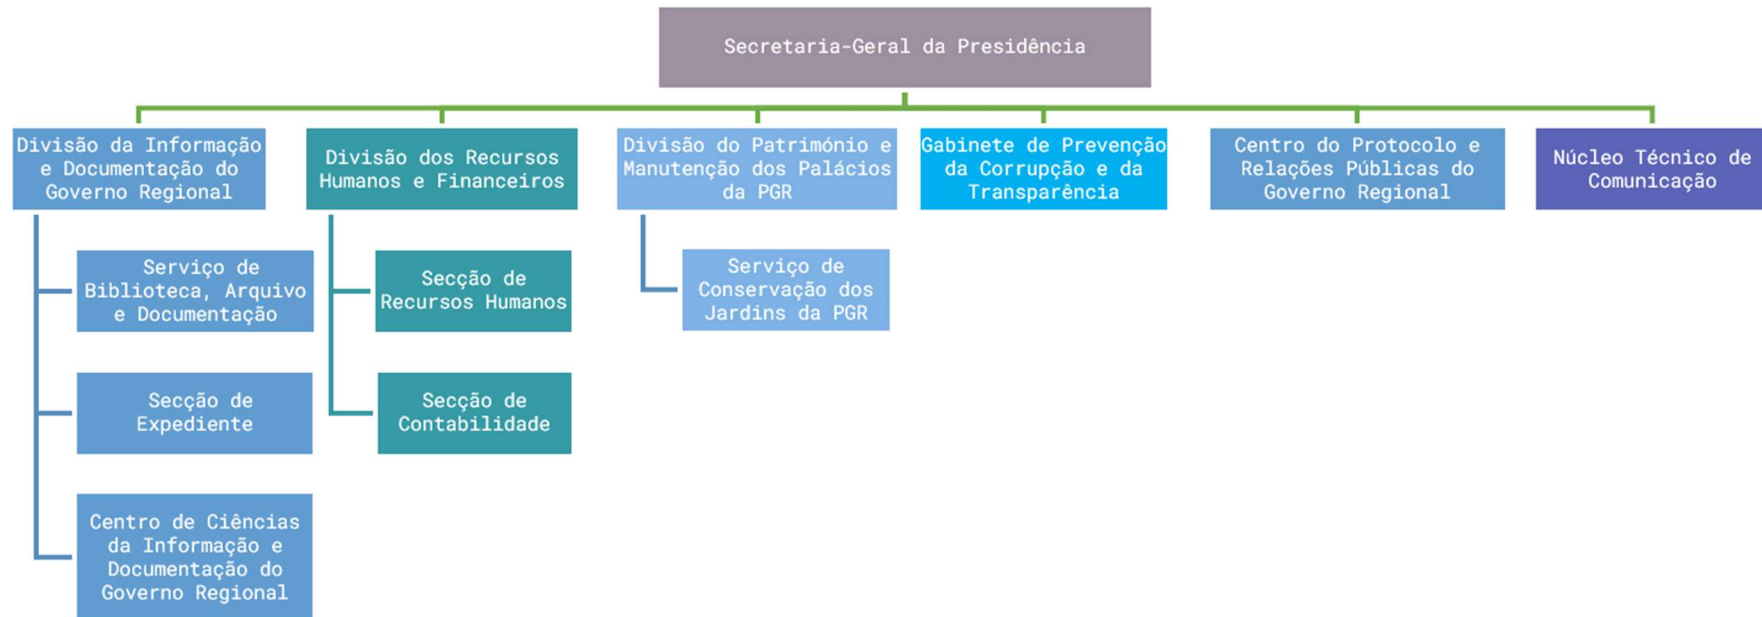 Secretaria-Geral da Presidência
Divisão da Informação
e Documentação do
Governo Regional
Divisão dos Recursos
Humanos e Financeiros
Divisão do Património e
Manutenção dos Palácios
da PGR
Gabinete de Prevenção
da Corrupção e da
Transparência
Centro do Protocolo e
Relações Públicas do
Governo Regional
Núcleo Técnico de
Comunicação
Serviço de
Biblioteca, Arquivo
e Documentação
Secção de
Recursos Humanos
Serviço de
Conservação dos
Jardins da PGR
Secção de
Expediente
Secção de
Contabilidade
Centro de Ciências
da Informação e
Documentação do
Governo Regional